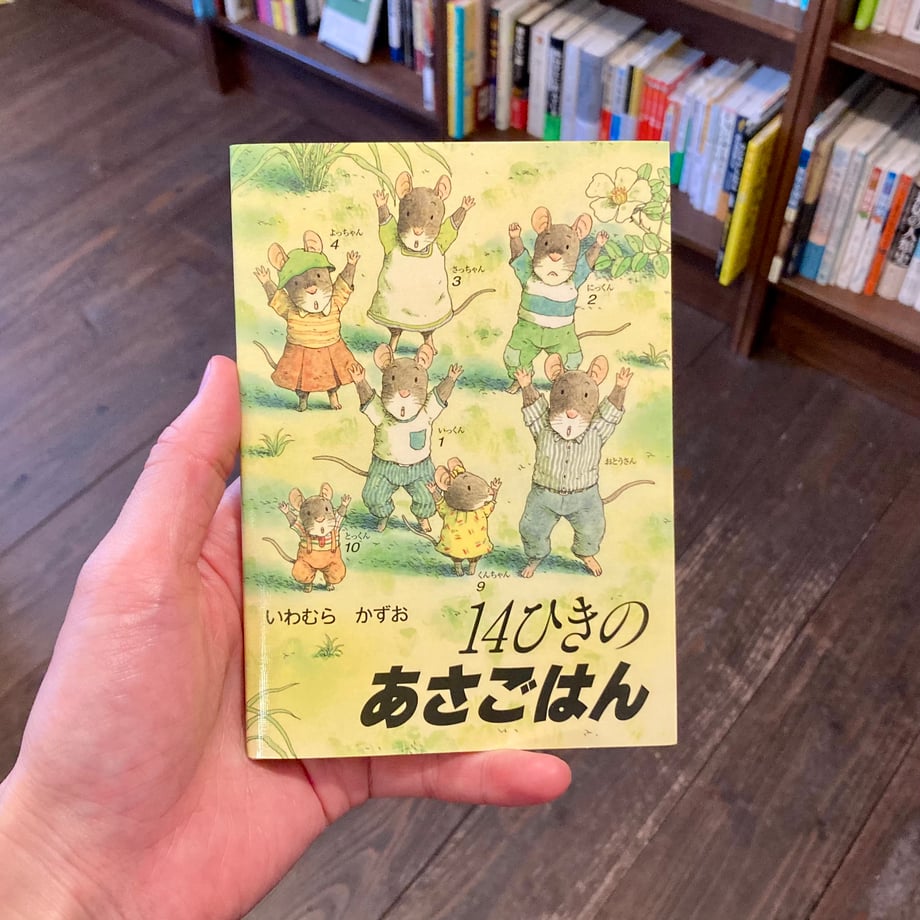 よっちゃん
4
さっちゃん
3
にっくん
2
いっくん
1
おとうさん
とっくん
10
くんちゃん
9
いわむら かずお
14ひきの
あさごはん